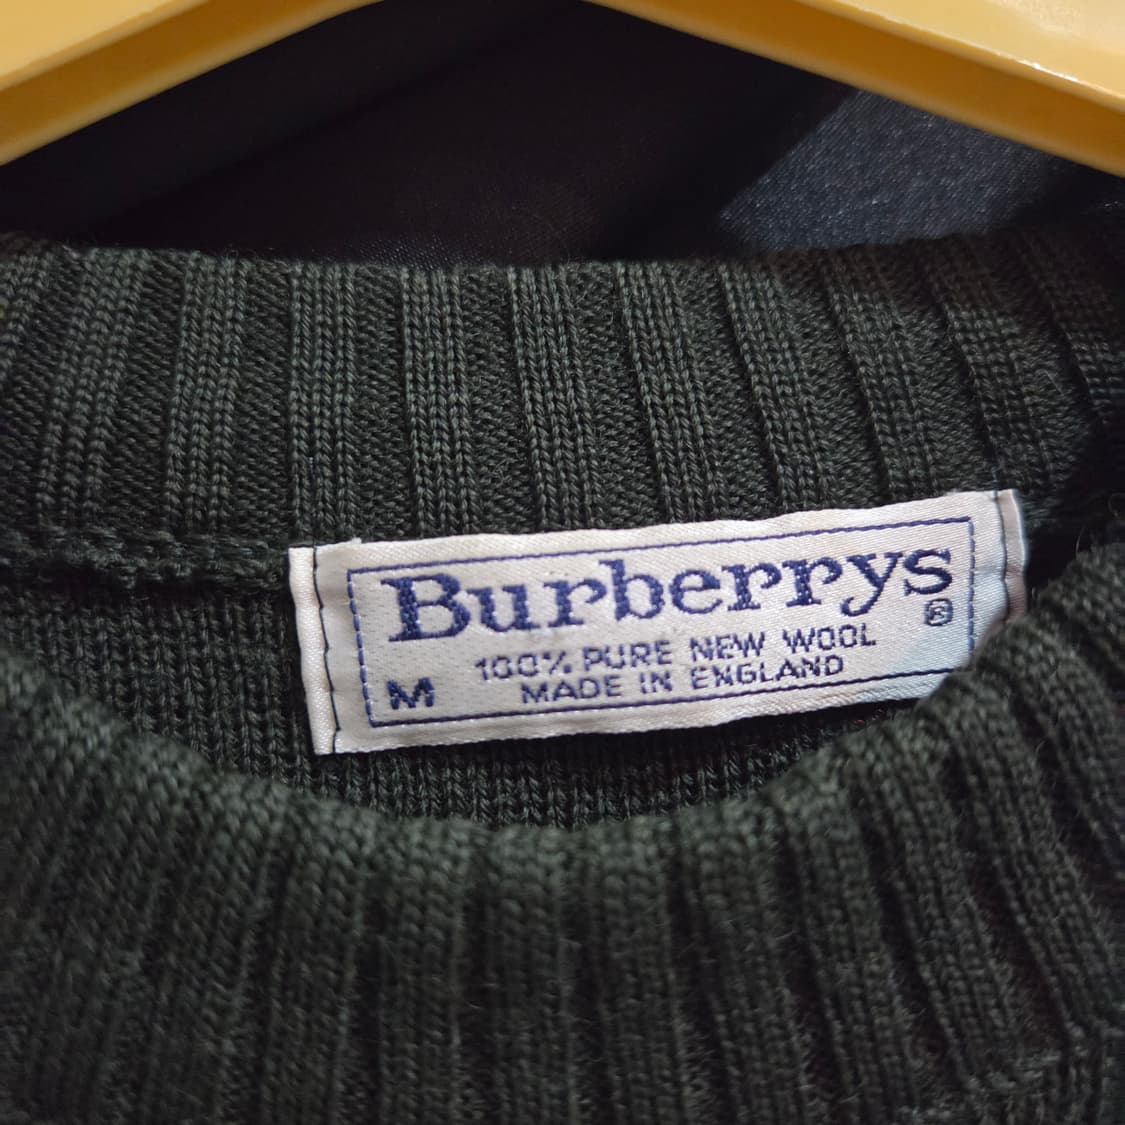 Burberrys
®
100% PURE NEW WOOL
M MADE IN ENGLAND